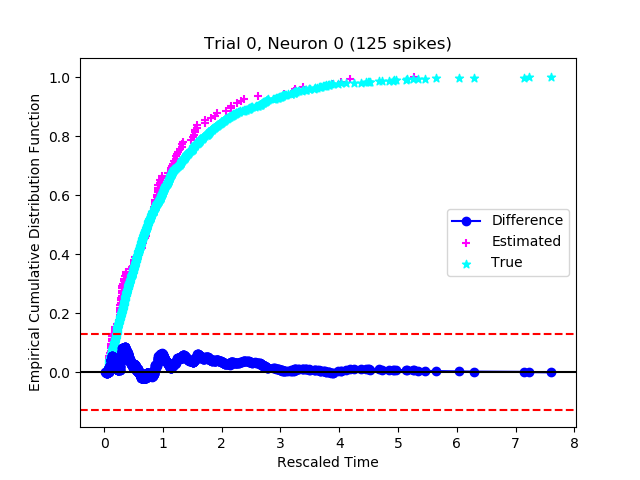 Trial 0, Neuron 0 (125 spikes)
Empirical Cumulative Distribution Function
1.0
0.8
0.6
0.4
0.2
0.0
Difference
Estimated
True
0 1 2 3 4 5 6 7 8
Rescaled Time